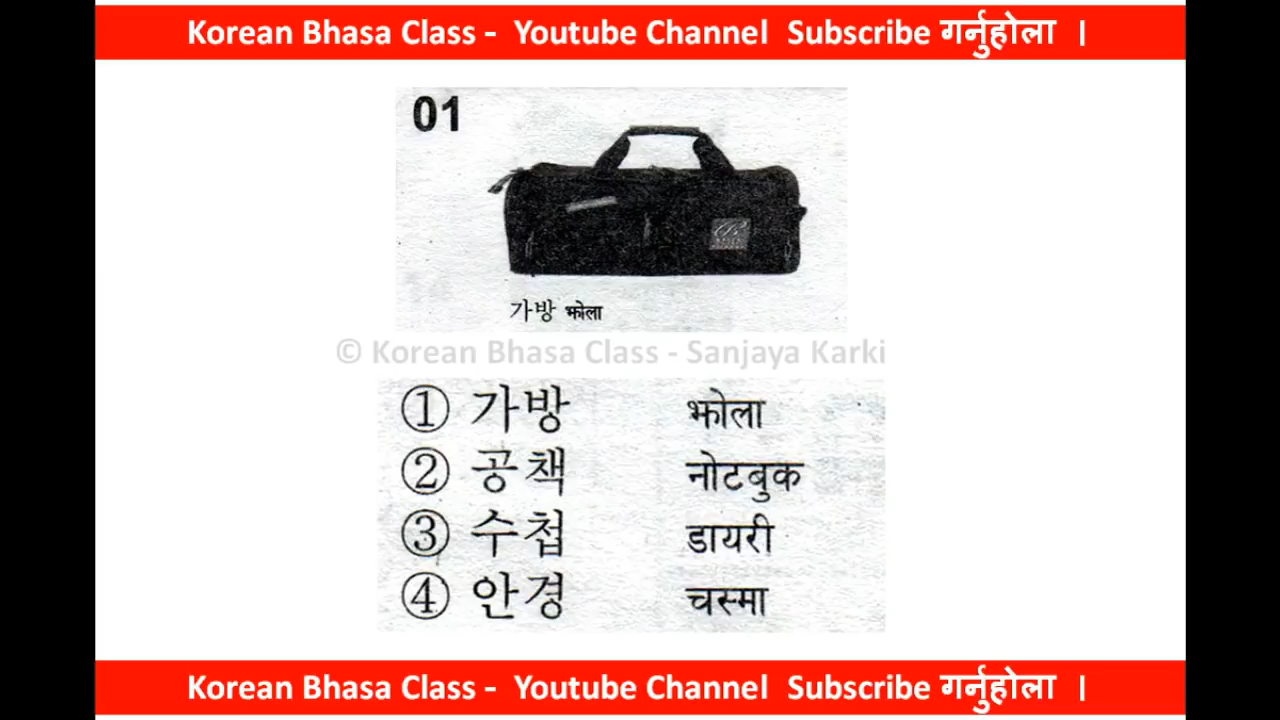 Korean Bhasa Class - Youtube Channel Subscribe गर्नुहोला ।
01
가방 झोला
© Korean Bhasa Class - Sanjaya Karki
① 가방 झोला
② 공책 नोटबुक
③ 수첩 डायरी
④ 안경 चस्मा
Korean Bhasa Class - Youtube Channel Subscribe गर्नुहोला ।